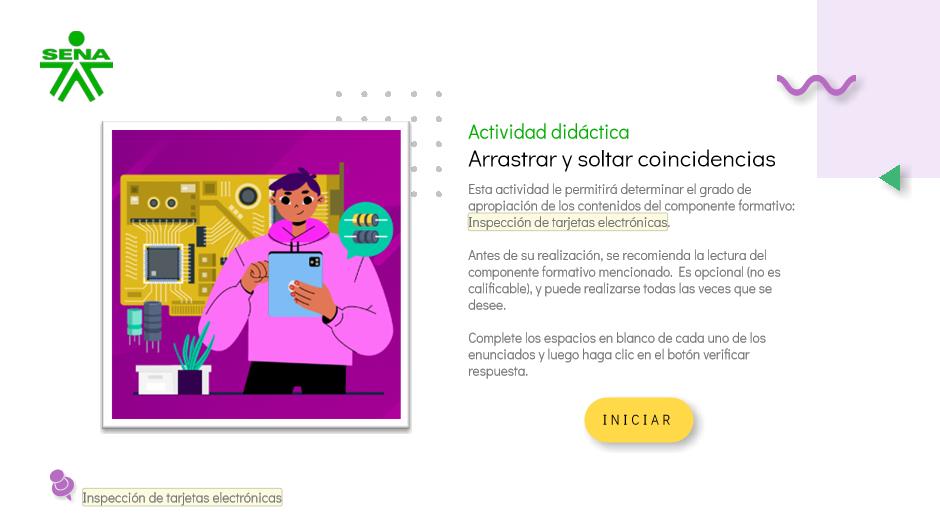 SENA
Actividad didáctica
Arrastrar y soltar coincidencias
Esta actividad le permitirá determinar el grado de
apropiación de los contenidos del componente formativo:
Inspección de tarjetas electrónicas.
Antes de su realización, se recomienda la lectura del
componente formativo mencionado. Es opcional (no es
calificable), y puede realizarse todas las veces que se
desee.
Complete los espacios en blanco de cada uno de los
enunciados y luego haga clic en el botón verificar
respuesta.
INICIAR
Inspección de tarjetas electrónicas